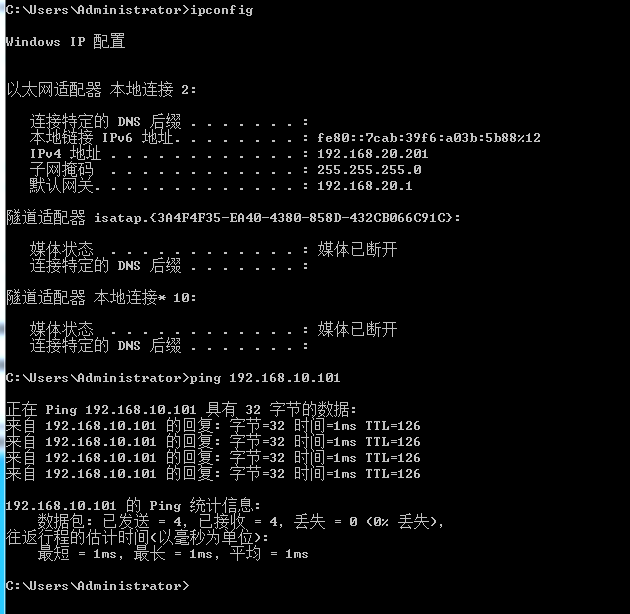 C:\Users\Administrator>ipconfig
Windows IP 配置
以太网适配器 本地连接 2:
连接特定的 DNS 后缀 . . . . . . . :
本地链接 IPv6 地址. . . . . . . . : fe80::7cab:39f6:a03b:5b88%12
IPv4 地址 . . . . . . . . . . . . : 192.168.20.201
子网掩码 . . . . . . . . . . . . : 255.255.255.0
默认网关. . . . . . . . . . . . . : 192.168.20.1
隧道适配器 isatap.{3A4F4F35-EA40-4380-858D-432CB066C91C}:
媒体状态 . . . . . . . . . . . . : 媒体已断开
连接特定的 DNS 后缀 . . . . . . . :
隧道适配器 本地连接* 10:
媒体状态 . . . . . . . . . . . . : 媒体已断开
连接特定的 DNS 后缀 . . . . . . . :
C:\Users\Administrator>ping 192.168.10.101
正在 Ping 192.168.10.101 具有 32 字节的数据:
来自 192.168.10.101 的回复: 字节=32 时间=1ms TTL=126
来自 192.168.10.101 的回复: 字节=32 时间=1ms TTL=126
来自 192.168.10.101 的回复: 字节=32 时间=1ms TTL=126
来自 192.168.10.101 的回复: 字节=32 时间=1ms TTL=126
192.168.10.101 的 Ping 统计信息:
数据包: 已发送 = 4, 已接收 = 4, 丢失 = 0 (0% 丢失),
往返行程的估计时间(以毫秒为单位):
最短 = 1ms, 最长 = 1ms, 平均 = 1ms
C:\Users\Administrator>